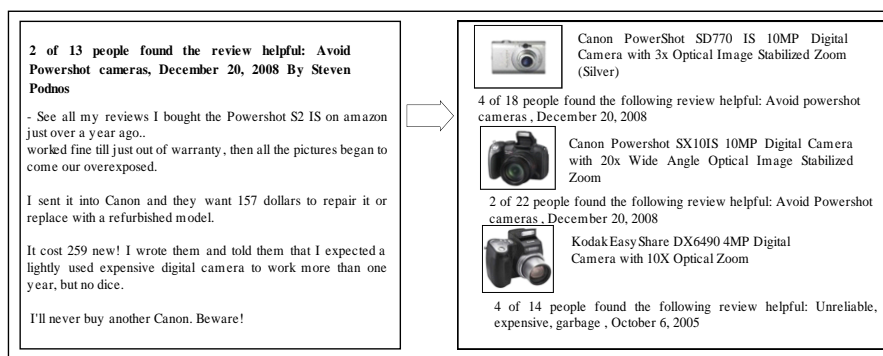 2 of 13 people found the review helpful: Avoid
Powershot cameras, December 20, 2008 By Steven
Podnos
- See all my reviews I bought the Powershot S2 IS on amazon
just over a year ago..
worked fine till just out of warranty, then all the pictures began to
come our overexposed.
I sent it into Canon and they want 157 dollars to repair it or
replace with a refurbished model.
It cost 259 new! I wrote them and told them that I expected a
lightly used expensive digital camera to work more than one
year, but no dice.
I'll never buy another Canon. Beware!
Canon PowerShot SD770 IS 10MP Digital
Camera with 3x Optical Image Stabilized Zoom
(Silver)
4 of 18 people found the following review helpful: Avoid powershot
cameras , December 20, 2008
Canon Powershot SX10IS 10MP Digital Camera
with 20x Wide Angle Optical Image Stabilized
Zoom
2 of 22 people found the following review helpful: Avoid Powershot
cameras , December 20, 2008
Kodak EasyShare DX6490 4MP Digital
Camera with 10X Optical Zoom
4 of 14 people found the following review helpful: Unreliable,
expensive, garbage , October 6, 2005